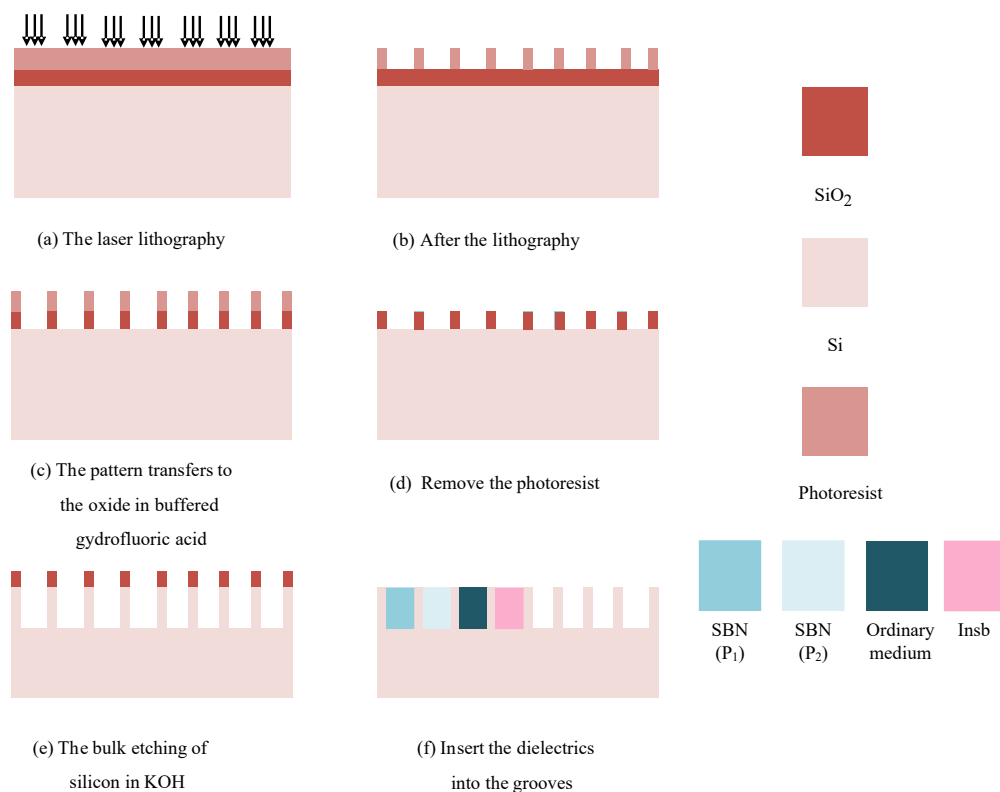 (a) The laser lithography
(b) After the lithography
SiO2
Si
(c) The pattern transfers to
the oxide in buffered
gydrofluoric acid
(d) Remove the photoresist
Photoresist
SBN
(P1)
SBN
(P2)
Ordinary
medium
Insb
(e) The bulk etching of
silicon in KOH
(f) Insert the dielectrics
into the grooves